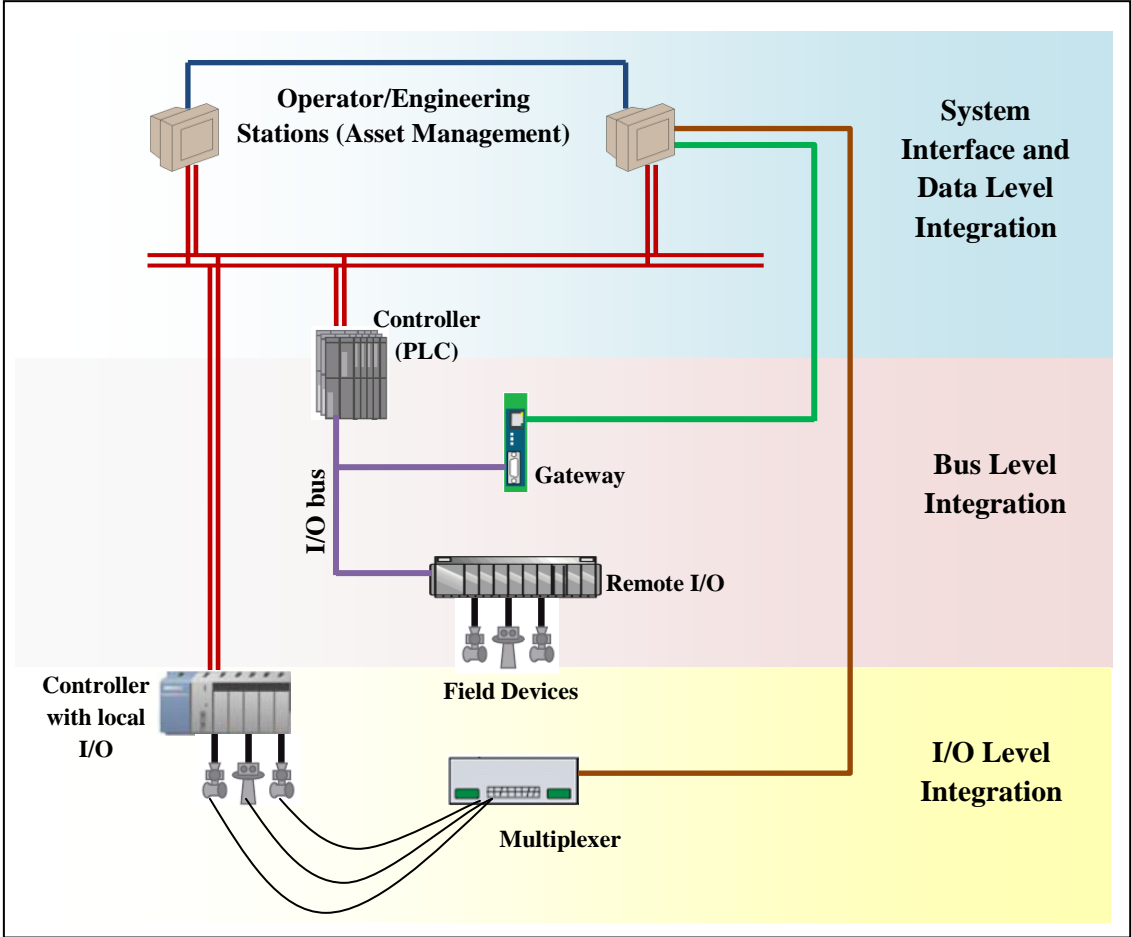 Operator/Engineering
Stations (Asset Management)
System
Interface and
Data Level
Integration
Controller
(PLC)
Gateway
I/O bus
Bus Level
Integration
Remote I/O
Field Devices
Controller
with local
I/O
I/O Level
Integration
Multiplexer